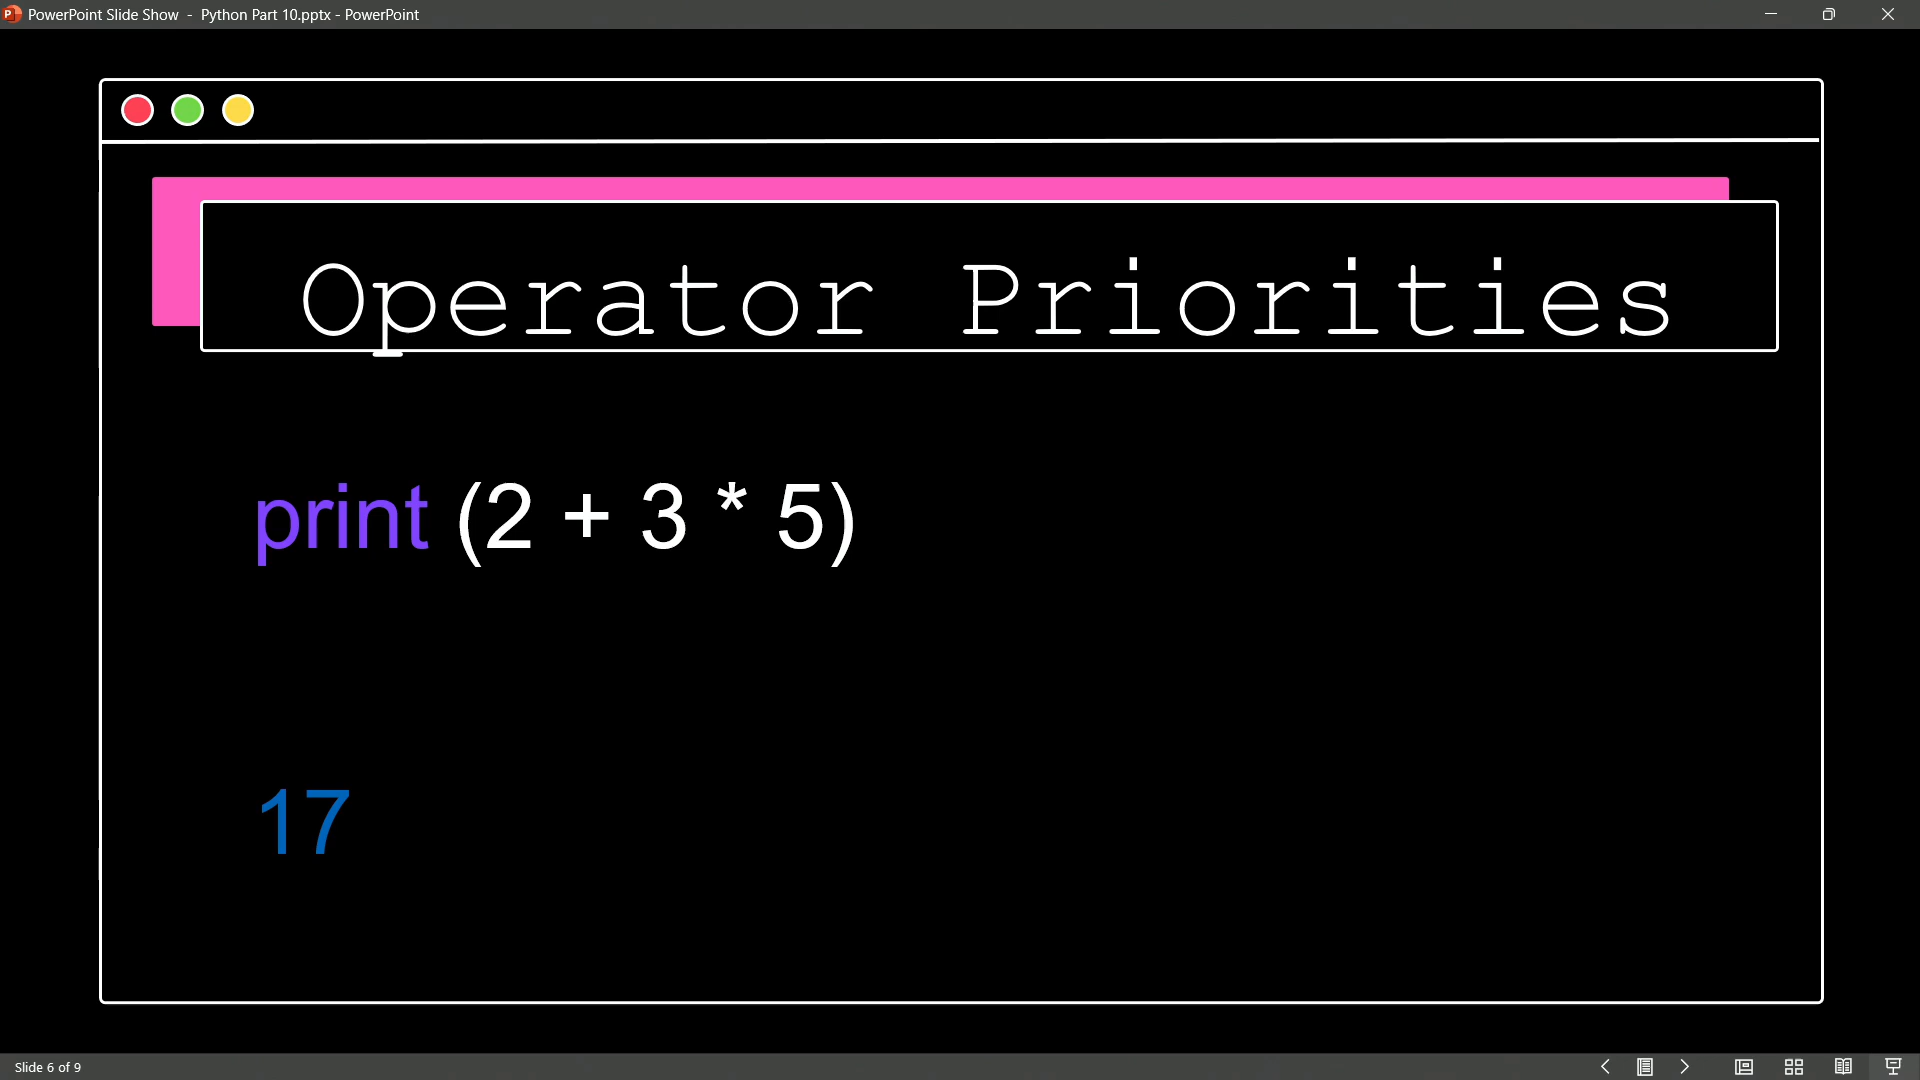 PowerPoint Slide Show - Python Part 10.pptx - PowerPoint
Operator Priorities
print (2 + 3 * 5)
17
Slide 6 of 9